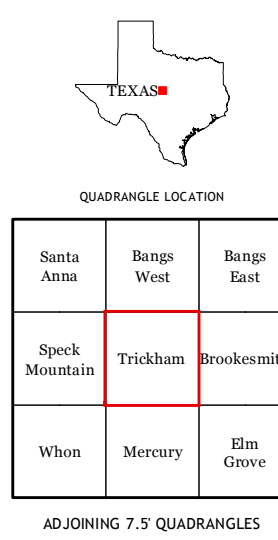 TEXAS
QUADRANGLE LOCATION
Santa
Anna
Bangs
West
Bangs
East
Speck
Mountain
Trickham
Brookesmit
Whon
Mercury
Elm
Grove
ADJOINING 7.5' QUADRANGLES